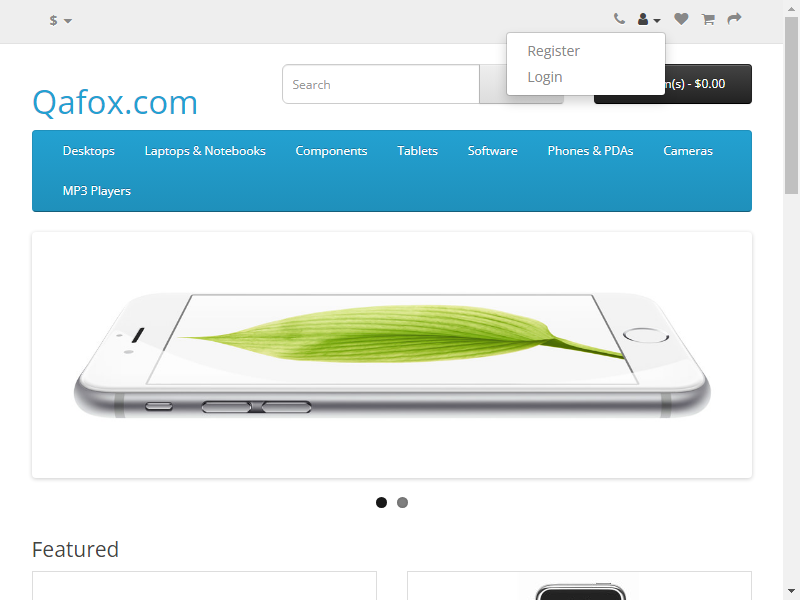 $
Register
Login
Qafox.com
Search
m(s) - $0.00
Desktops
Laptops & Notebooks
Components
Tablets
Software
Phones & PDAs
Cameras
MP3 Players
Featured